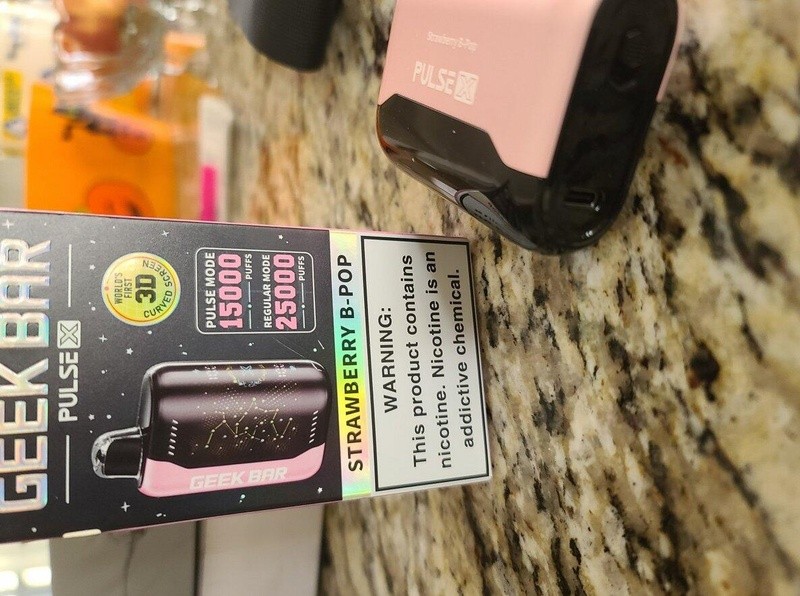 GEEK BAR
PULSE X
WORLD'S
FIRST
3D
CURVED SCREEN
PULSE MODE
15000
PUFFS
REGULAR MODE
25000
PUFFS
GEEK BAR
STRAWBERRY B-POP
WARNING:
This product contains
nicotine. Nicotine is an
addictive chemical.
Strawberry B-Pop
PULSE X